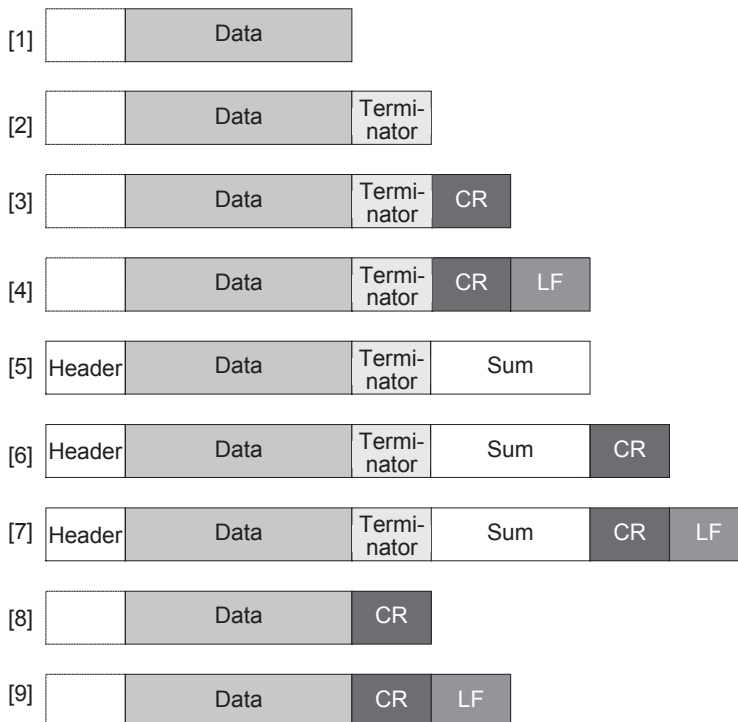 [1] Data
[2] Data Termi-
nator
[3] Data Termi-
nator CR
[4] Data Termi-
nator CR LF
[5] Header Data Termi-
nator Sum
[6] Header Data Termi-
nator Sum CR
[7] Header Data Termi-
nator Sum CR LF
[8] Data CR
[9] Data CR LF